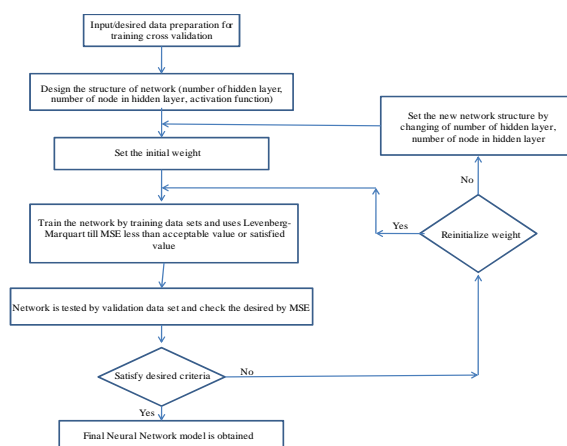 Input/desired data preparation for
training cross validation
Design the structure of network (number of hidden layer,
number of node in hidden layer, activation function)
Set the new network structure by
changing of number of hidden layer,
number of node in hidden layer
Set the initial weight
No
Train the network by training data sets and uses Levenberg-
Marquart till MSE less than acceptable value or satisfied
value
Yes
Reinitialize weight
Network is tested by validation data set and check the desired by MSE
Satisfy desired criteria
No
Yes
Final Neural Network model is obtained